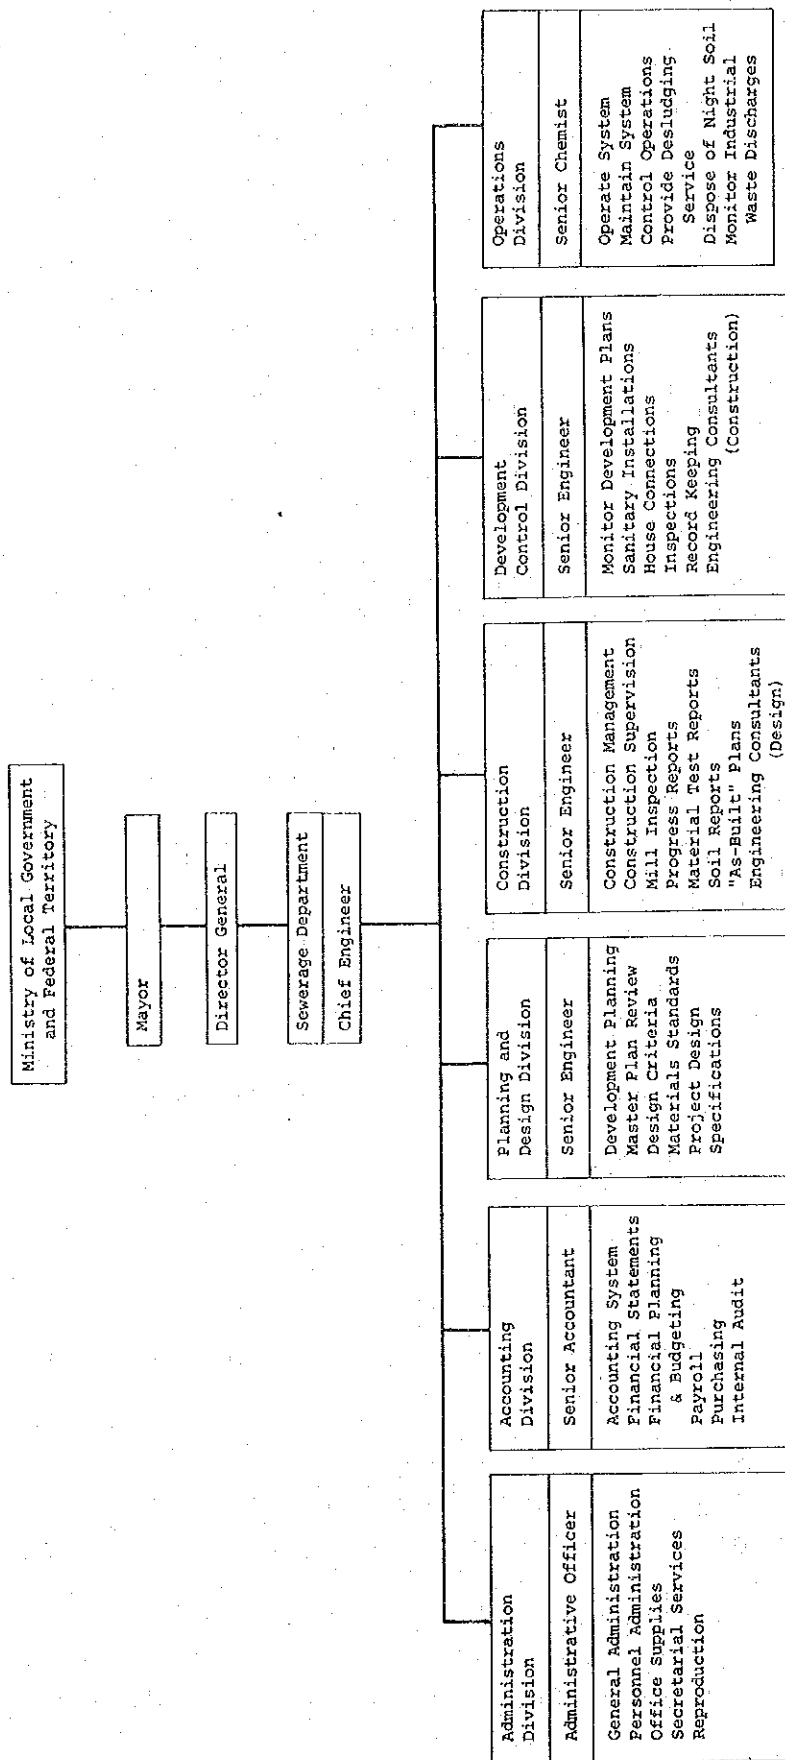 Ministry of Local Government
and Federal Territory
Mayor
Director General
Sewerage Department
Chief Engineer
Administration
Division
Administrative Officer
General Administration
Personnel Administration
Office Supplies
Secretarial Services
Reproduction
Accounting
Division
Senior Accountant
Accounting System
Financial Statements
Financial Planning
& Budgeting
Payroll
Purchasing
Internal Audit
Planning and
Design Division
Senior Engineer
Development Planning
Master Plan Review
Design Criteria
Materials Standards
Project Design
Specifications
Construction
Division
Senior Engineer
Construction Management
Construction Supervision
Mill Inspection
Progress Reports
Material Test Reports
Soil Reports
"As-Built" Plans
Engineering Consultants
(Design)
Development
Control Division
Senior Engineer
Monitor Development Plans
Sanitary Installations
House Connections
Inspections
Record Keeping
Engineering Consultants
(Construction)
Operations
Division
Senior Chemist
Operate System
Maintain System
Control Operations
Provide Desludging
Service
Dispose of Night Soil
Monitor Industrial
Waste Discharges